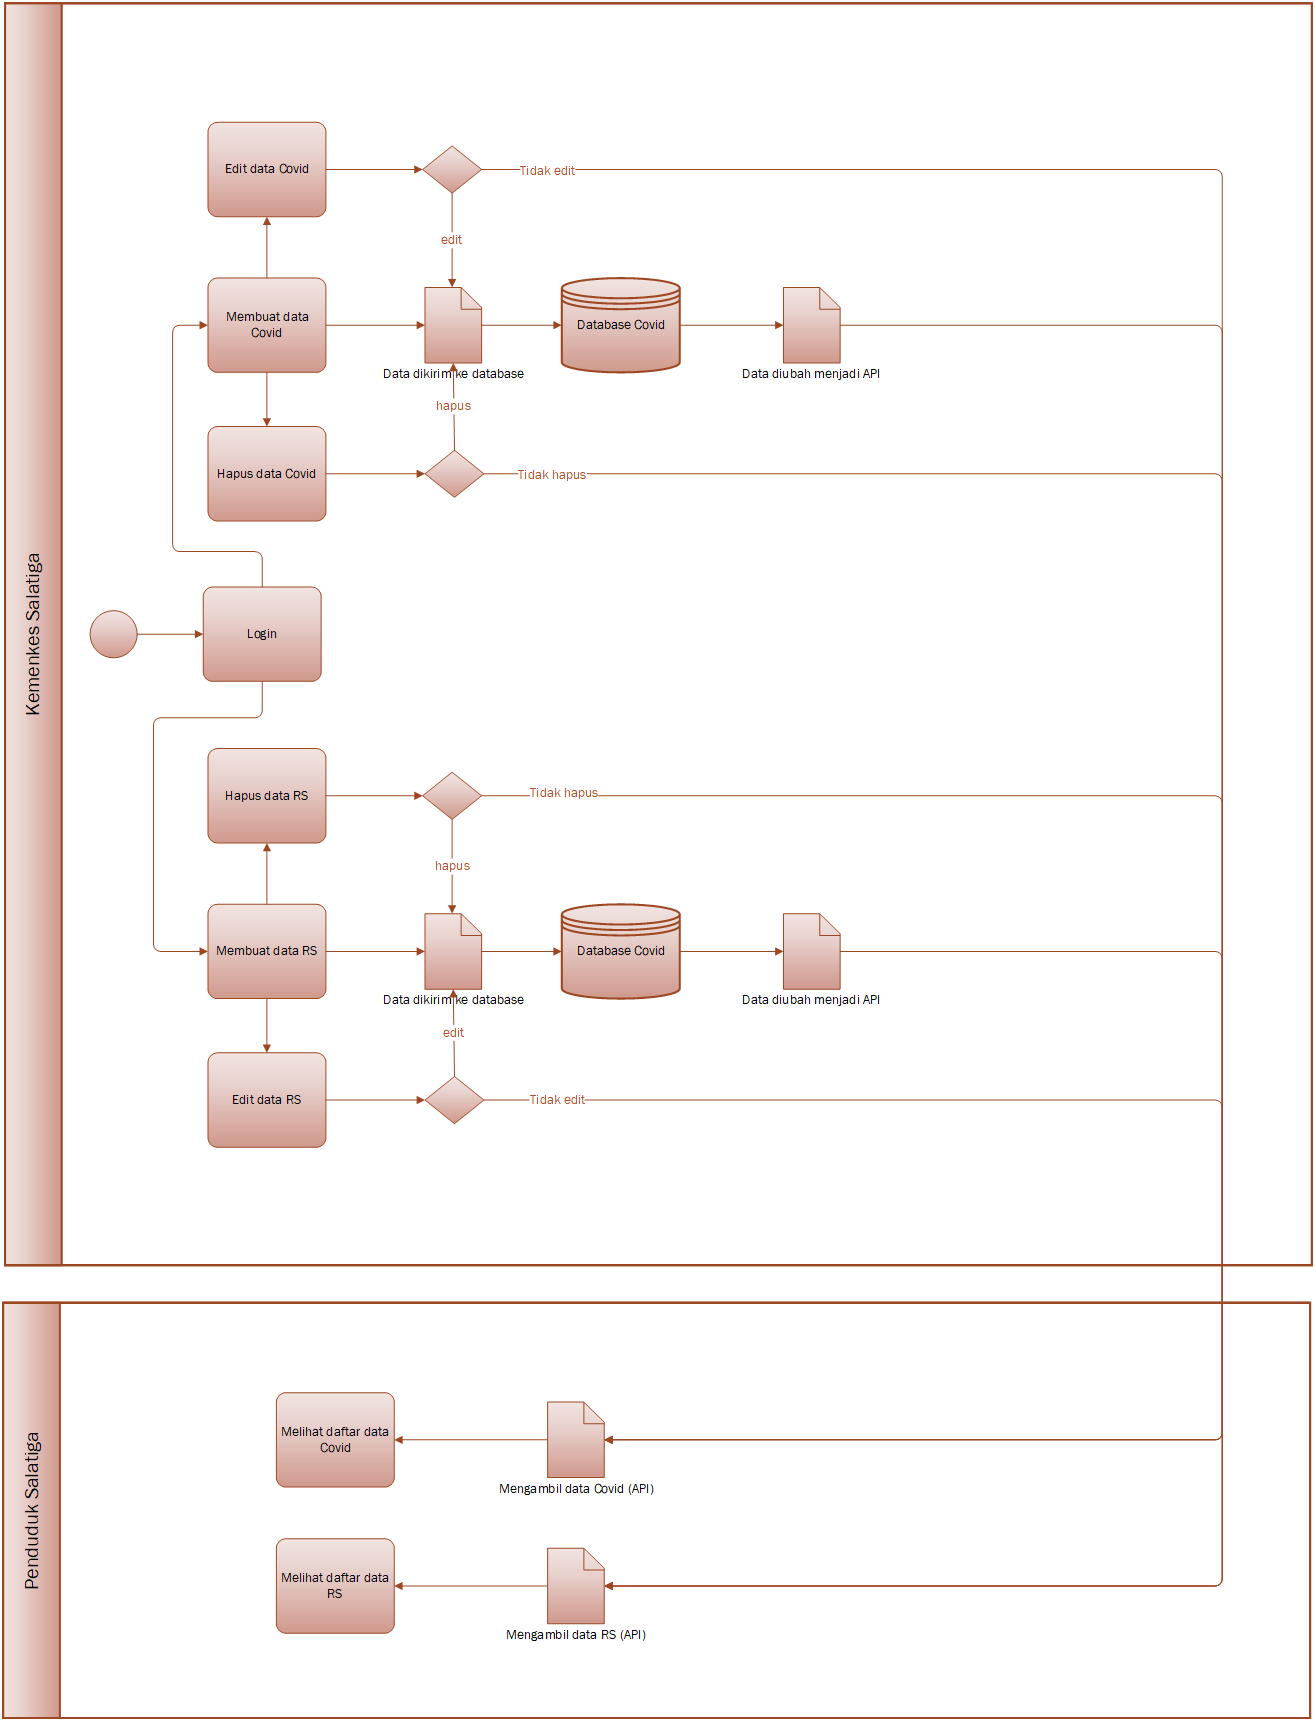 Kemenkes Salatiga
Edit data Covid
Tidak edit
edit
Membuat data
Covid
Database Covid
Data dikirim ke database
Data diubah menjadi API
hapus
Hapus data Covid
Tidak hapus
Login
Hapus data RS
Tidak hapus
hapus
Membuat data RS
Database Covid
Data dikirim ke database
Data diubah menjadi API
edit
Edit data RS
Tidak edit
Penduduk Salatiga
Melihat daftar data
Covid
Mengambil data Covid (API)
Melihat daftar data
RS
Mengambil data RS (API)